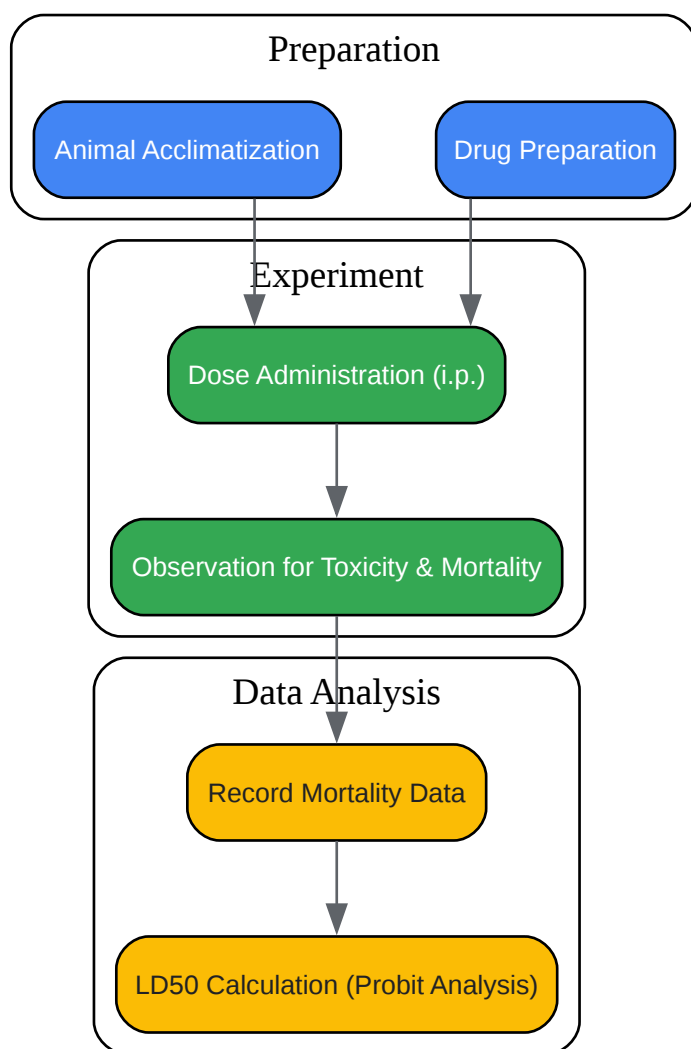 Preparation
Animal Acclimatization
Drug Preparation
Experiment
Dose Administration (i.p.)
Observation for Toxicity & Mortality
Data Analysis
Record Mortality Data
LD50 Calculation (Probit Analysis)